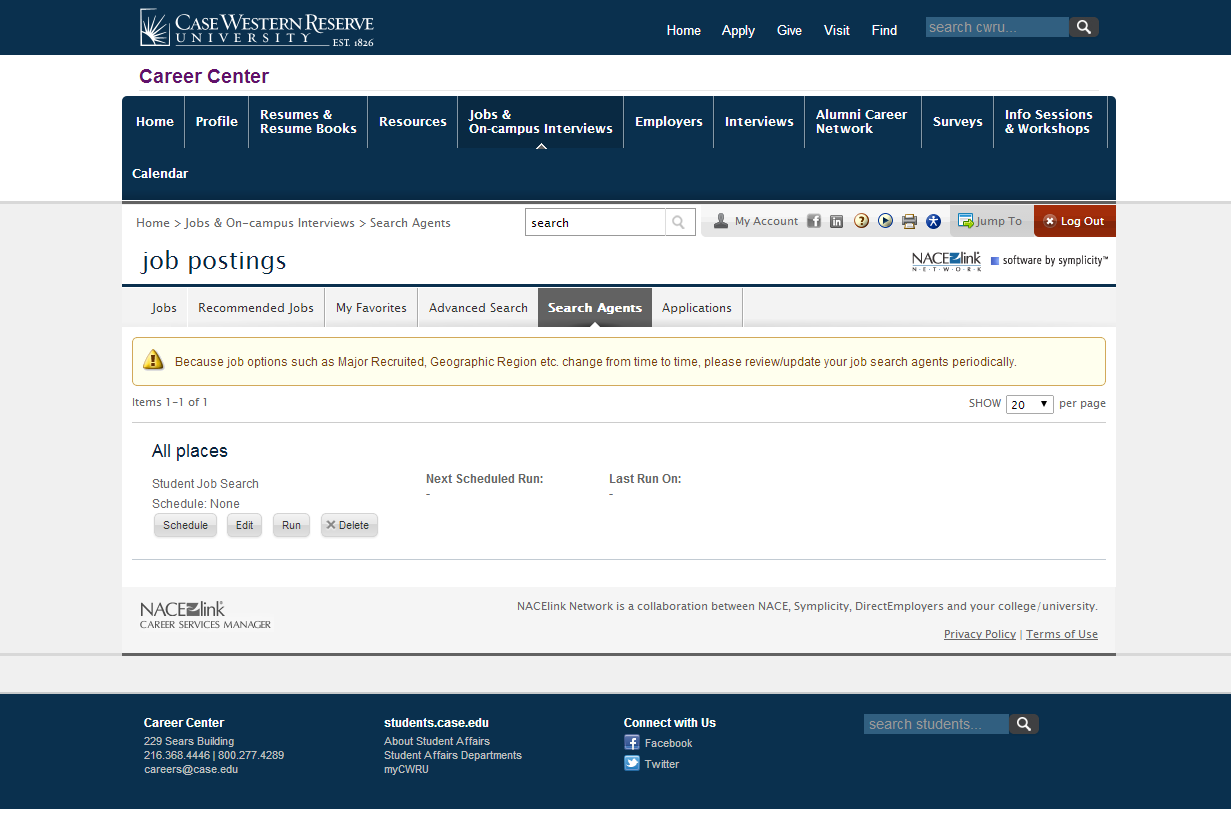 CASE WESTERN RESERVE
UNIVERSITY EST. 1826
Home Apply Give Visit Find
search cwru...
Career Center
Home
Profile
Resumes &
Resume Books
Resources
Jobs &
On-campus Interviews
Employers
Interviews
Alumni Career
Network
Surveys
Info Sessions
& Workshops
Calendar
Home > Jobs & On-campus Interviews > Search Agents
search
My Account
in
?
Jump To
Log Out
job postings
NACElink
NETWORK
software by symplicity™
Jobs
Recommended Jobs
My Favorites
Advanced Search
Search Agents
Applications
Because job options such as Major Recruited, Geographic Region etc. change from time to time, please review/update your job search agents periodically.
Items 1-1 of 1
SHOW 20 per page
All places
Student Job Search
Schedule: None
Next Scheduled Run:
-
Last Run On:
-
Schedule
Edit
Run
Delete
NACElink
CAREER SERVICES MANAGER
NACElink Network is a collaboration between NACE, Symplicity, DirectEmployers and your college/university.
Privacy Policy | Terms of Use
Career Center
229 Sears Building
216.368.4446 | 800.277.4289
careers@case.edu
students.case.edu
About Student Affairs
Student Affairs Departments
myCWRU
Connect with Us
Facebook
Twitter
search students...